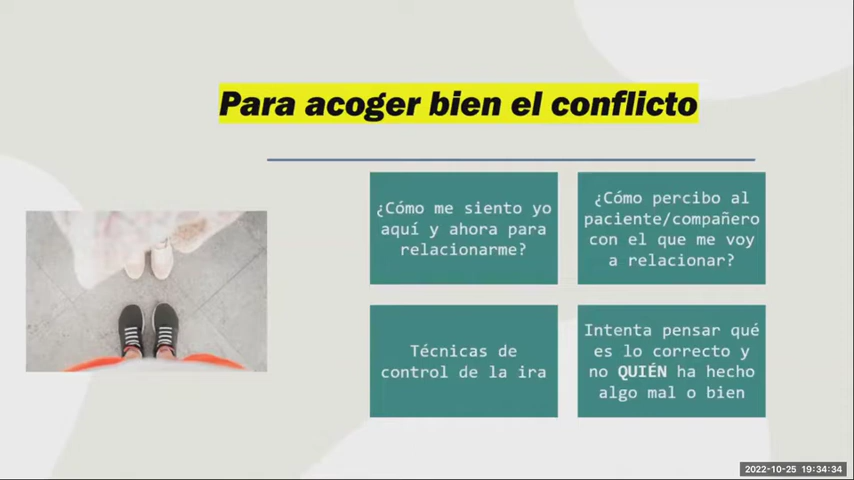 Para acoger bien el conflicto
¿Cómo me siento yo
aquí y ahora para
relacionarme?
¿Cómo percibo al
paciente/compañero
con el que me voy
a relacionar?
Técnicas de
control de la ira
Intenta pensar qué
es lo correcto y
no QUIÉN ha hecho
algo mal o bien
2022-10-25 19:34:34